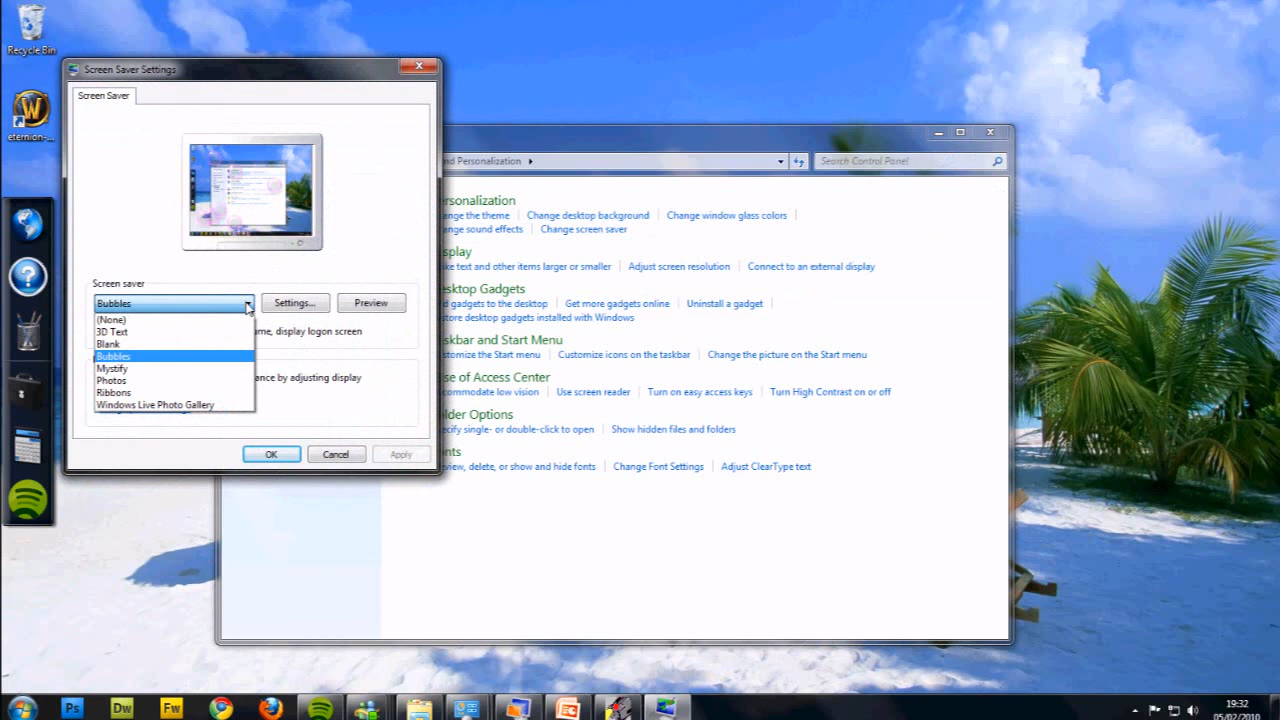 Recycle Bin
eternion-...
Screen Saver Settings
Screen Saver
Screen saver
Bubbles
Settings...
Preview
(None)
3D Text
Blank
Bubbles
Mystify
Photos
Ribbons
Windows Live Photo Gallery
ume, display logon screen
ance by adjusting display
OK
Cancel
Apply
nd Personalization
Search Control Panel
ersonalization
ange the theme
Change desktop background
Change window glass colors
ange sound effects
Change screen saver
splay
ke text and other items larger or smaller
Adjust screen resolution
Connect to an external display
esktop Gadgets
d gadgets to the desktop
Get more gadgets online
Uninstall a gadget
store desktop gadgets installed with Windows
skbar and Start Menu
stomize the Start menu
Customize icons on the taskbar
Change the picture on the Start menu
se of Access Center
commodate low vision
Use screen reader
Turn on easy access keys
Turn High Contrast on or off
lder Options
ecify single- or double-click to open
Show hidden files and folders
nts
view, delete, or show and hide fonts
Change Font Settings
Adjust ClearType text
Ps
Dw
Fw
19:32
05/02/2010